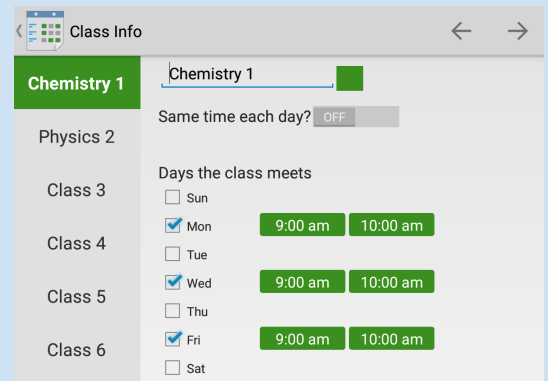 Class Info
Chemistry 1
Physics 2
Class 3
Class 4
Class 5
Class 6
Chemistry 1
Same time each day? OFF
Days the class meets
Sun
Mon 9:00 am 10:00 am
Tue
Wed 9:00 am 10:00 am
Thu
Fri 9:00 am 10:00 am
Sat